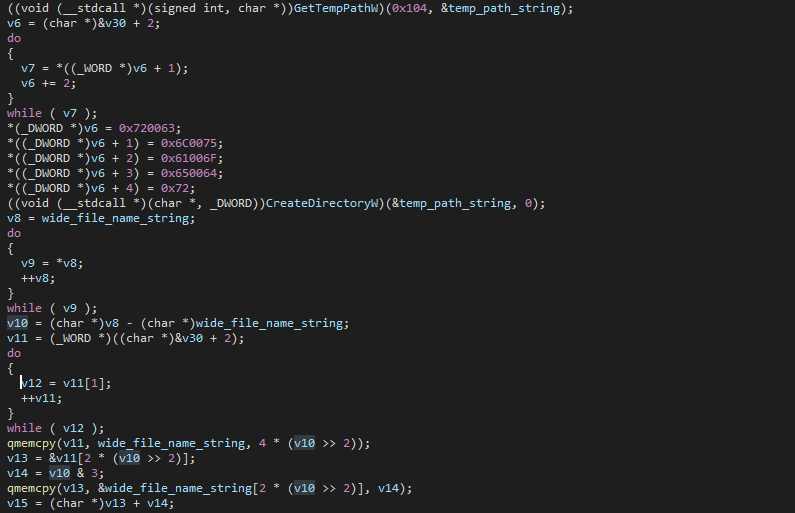 ((void (__stdcall *)(signed int, char *))GetTempPathW)(0x104, &temp_path_string);
v6 = (char *)&v30 + 2;
do
{
v7 = *((_WORD *)v6 + 1);
v6 += 2;
}
while ( v7 );
*(_DWORD *)v6 = 0x720063;
*((_DWORD *)v6 + 1) = 0x6C0075;
*((_DWORD *)v6 + 2) = 0x61006F;
*((_DWORD *)v6 + 3) = 0x650064;
*((_DWORD *)v6 + 4) = 0x72;
((void (__stdcall *)(char *, _DWORD))CreateDirectoryW)(&temp_path_string, 0);
v8 = wide_file_name_string;
do
{
v9 = *v8;
++v8;
}
while ( v9 );
v10 = (char *)v8 - (char *)wide_file_name_string;
v11 = (_WORD *)((char *)&v30 + 2);
do
{
v12 = v11[1];
++v11;
}
while ( v12 );
qmemcpy(v11, wide_file_name_string, 4 * (v10 >> 2));
v13 = &v11[2 * (v10 >> 2)];
v14 = v10 & 3;
qmemcpy(v13, &wide_file_name_string[2 * (v10 >> 2)], v14);
v15 = (char *)v13 + v14;